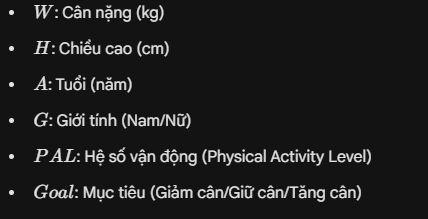 • W: Cân nặng (kg)
• H: Chiều cao (cm)
• A: Tuổi (năm)
• G: Giới tính (Nam/Nữ)
• PAL: Hệ số vận động (Physical Activity Level)
• Goal: Mục tiêu (Giảm cân/Giữ cân/Tăng cân)